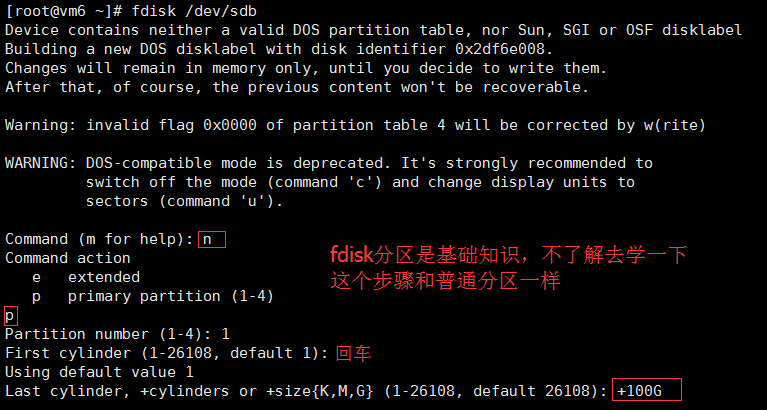 [root@vm6 ~]# fdisk /dev/sdb
Device contains neither a valid DOS partition table, nor Sun, SGI or OSF disklabel
Building a new DOS disklabel with disk identifier 0x2df6e008.
Changes will remain in memory only, until you decide to write them.
After that, of course, the previous content won't be recoverable.

Warning: invalid flag 0x0000 of partition table 4 will be corrected by w(rite)

WARNING: DOS-compatible mode is deprecated. It's strongly recommended to
         switch off the mode (command 'c') and change display units to
         sectors (command 'u').

Command (m for help): n
Command action
   e   extended
   p   primary partition (1-4)
fdisk分区是基础知识，不了解去学一下
这个步骤和普通分区一样
p
Partition number (1-4): 1
First cylinder (1-26108, default 1): 回车
Using default value 1
Last cylinder, +cylinders or +size{K,M,G} (1-26108, default 26108): +100G